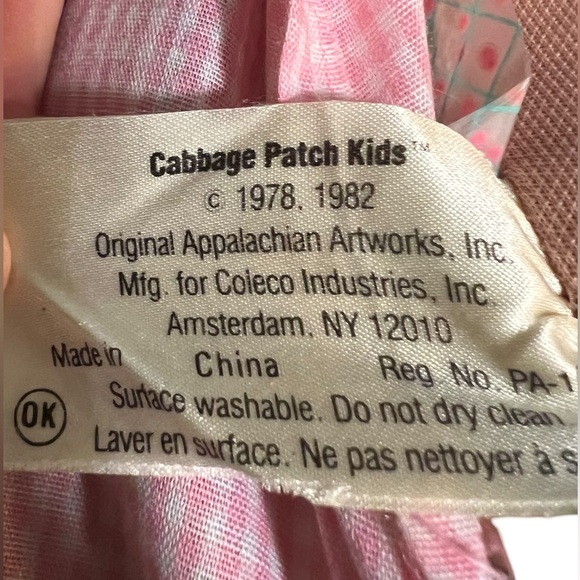 Cabbage Patch Kids™
© 1978, 1982
Original Appalachian Artworks, Inc.
Mfg. for Coleco Industries, Inc.
Amsterdam, NY 12010
Made in China Reg. No. PA-1
OK Surface washable. Do not dry clean
Laver en surface. Ne pas nettoyer à s